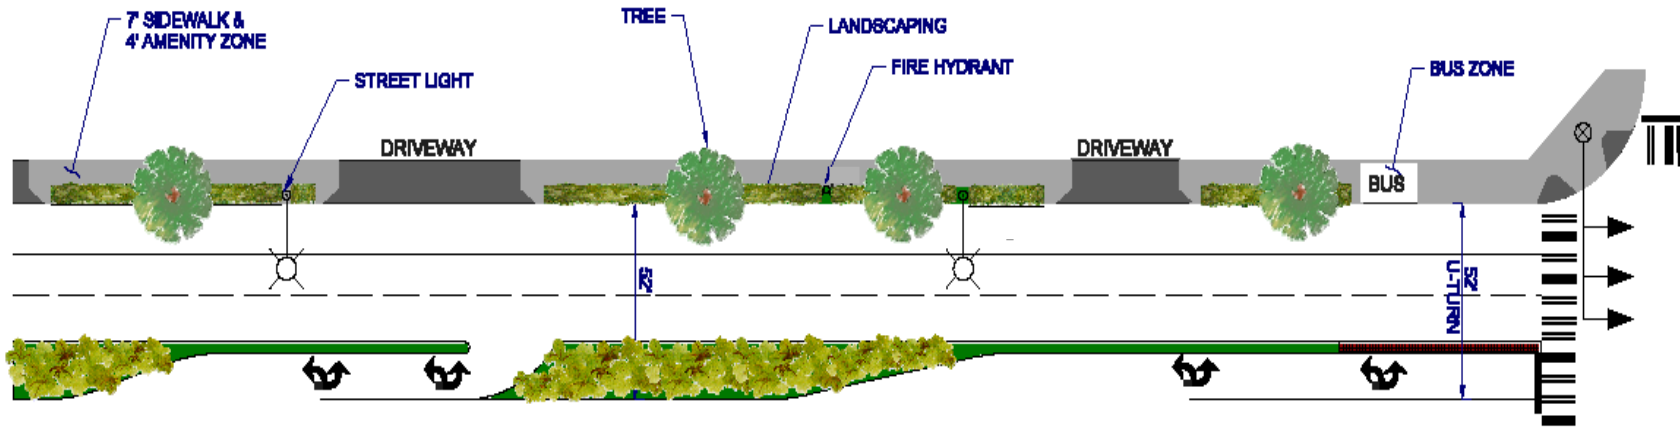 7' SIDEWALK &
4' AMENITY ZONE
STREET LIGHT
TREE
LANDSCAPING
FIRE HYDRANT
BUS ZONE
DRIVEWAY
DRIVEWAY
BUS
52'
52'
U-TURN